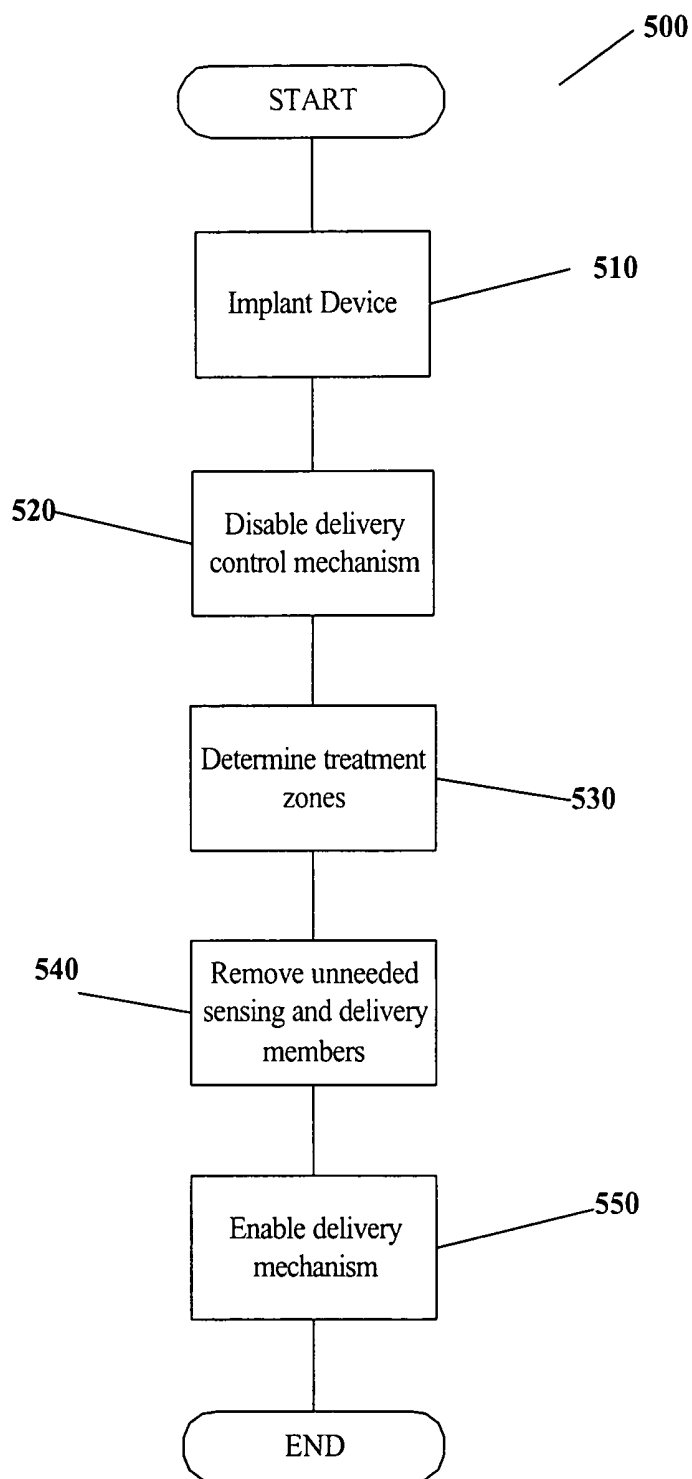 500
START
Implant Device
510
520
Disable delivery
control mechanism
Determine treatment
zones
530
540
Remove unneeded
sensing and delivery
members
550
Enable delivery
mechanism
END